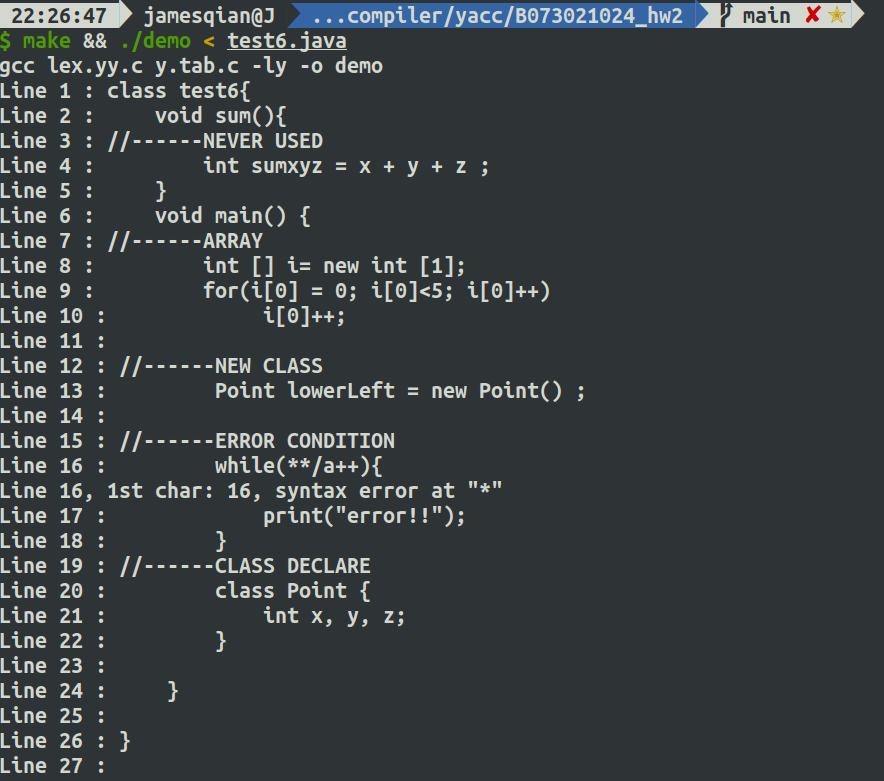 22:26:47 jamesqian@J ...compiler/yacc/B073021024_hw2 main ✘ ☆
$ make && ./demo < test6.java
gcc lex.yy.c y.tab.c -ly -o demo
Line 1 : class test6{
Line 2 :     void sum(){
Line 3 : //------NEVER USED
Line 4 :         int sumxyz = x + y + z ;
Line 5 :     }
Line 6 :     void main() {
Line 7 : //------ARRAY
Line 8 :         int [] i= new int [1];
Line 9 :         for(i[0] = 0; i[0]<5; i[0]++)
Line 10 :             i[0]++;
Line 11 :
Line 12 : //------NEW CLASS
Line 13 :         Point lowerLeft = new Point() ;
Line 14 :
Line 15 : //------ERROR CONDITION
Line 16 :         while(**/a++){
Line 16, 1st char: 16, syntax error at "*"
Line 17 :             print("error!!");
Line 18 :         }
Line 19 : //------CLASS DECLARE
Line 20 :         class Point {
Line 21 :             int x, y, z;
Line 22 :         }
Line 23 :
Line 24 :     }
Line 25 :
Line 26 : }
Line 27 :